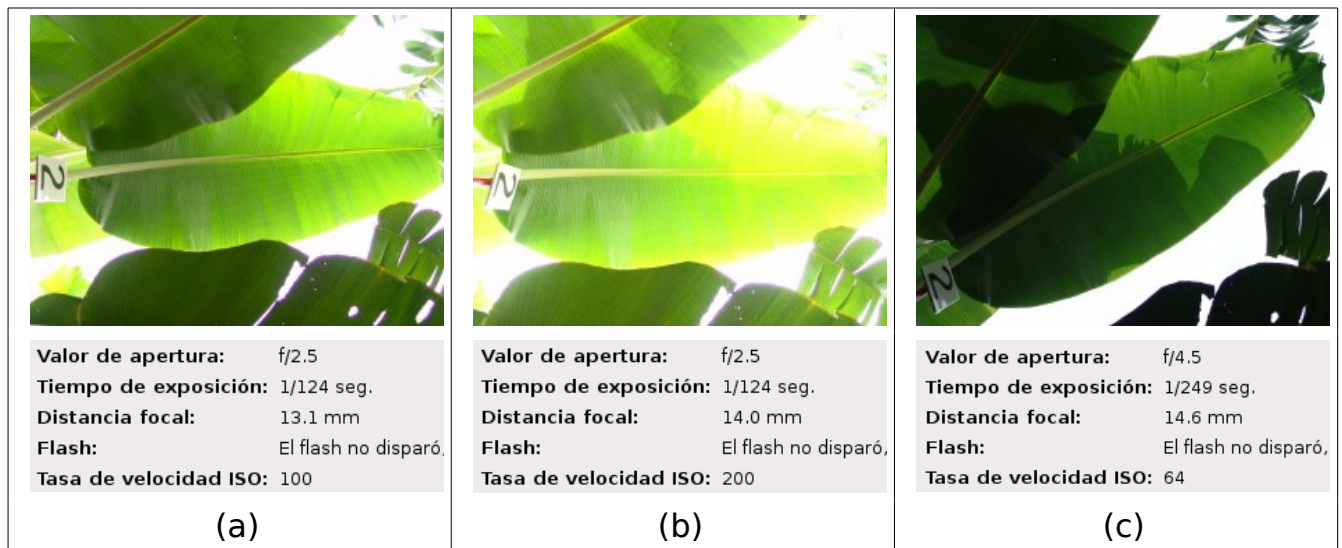 2
2
2
Valor de apertura: f/2.5
Tiempo de exposición: 1/124 seg.
Distancia focal: 13.1 mm
Flash: El flash no disparó,
Tasa de velocidad ISO: 100
(a)
Valor de apertura: f/2.5
Tiempo de exposición: 1/124 seg.
Distancia focal: 14.0 mm
Flash: El flash no disparó,
Tasa de velocidad ISO: 200
(b)
Valor de apertura: f/4.5
Tiempo de exposición: 1/249 seg.
Distancia focal: 14.6 mm
Flash: El flash no disparó,
Tasa de velocidad ISO: 64
(c)